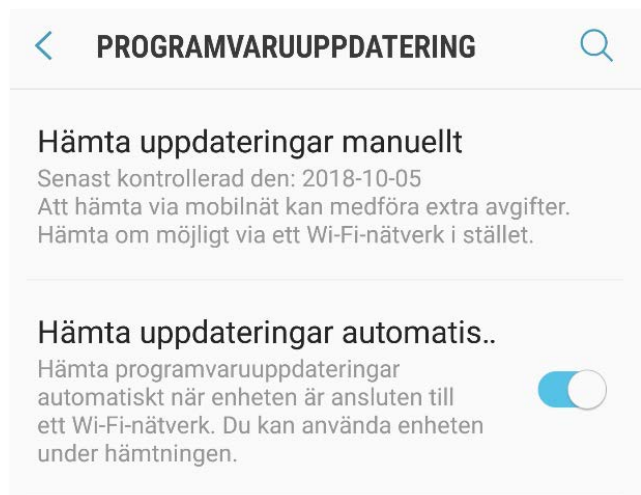 PROGRAMVARUUPPDATERING
Hämta uppdateringar manuellt
Senast kontrollerad den: 2018-10-05
Att hämta via mobilnät kan medföra extra avgifter.
Hämta om möjligt via ett Wi-Fi-nätverk i stället.
Hämta uppdateringar automatis..
Hämta programvaruuppdateringar
automatiskt när enheten är ansluten till
ett Wi-Fi-nätverk. Du kan använda enheten
under hämtningen.